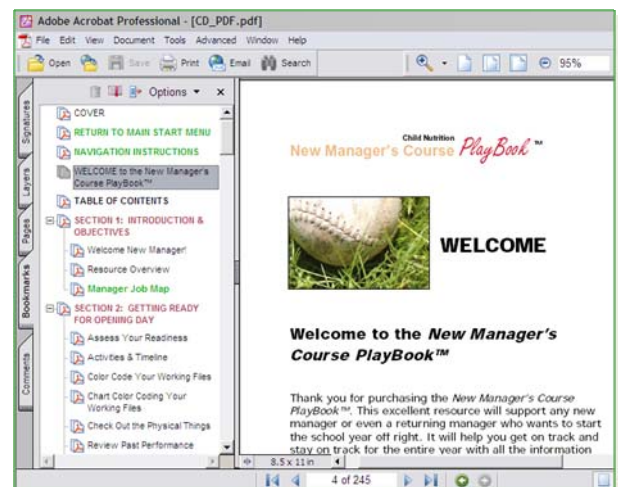 Adobe Acrobat Professional - [CD_PDF.pdf]
File Edit View Document Tools Advanced Window Help
Open Save Print Email Search 95%
Options
Signatures
Layers
Pages
Bookmarks
Comments
COVER
RETURN TO MAIN START MENU
NAVIGATION INSTRUCTIONS
WELCOME to the New Manager's
Course PlayBook™
TABLE OF CONTENTS
SECTION 1: INTRODUCTION &
OBJECTIVES
Welcome New Manager!
Resource Overview
Manager Job Map
SECTION 2: GETTING READY
FOR OPENING DAY
Assess Your Readiness
Activities & Timeline
Color Code Your Working Files
Chart Color Coding Your
Working Files
Check Out the Physical Things
Review Past Performance
Child Nutrition
New Manager's Course PlayBook™
WELCOME
Welcome to the New Manager's
Course PlayBook™
Thank you for purchasing the New Manager's Course
PlayBook™. This excellent resource will support any new
manager or even a returning manager who wants to start
the school year off right. It will help you get on track and
stay on track for the entire year with all the information
8.5 x 11 in
4 of 245